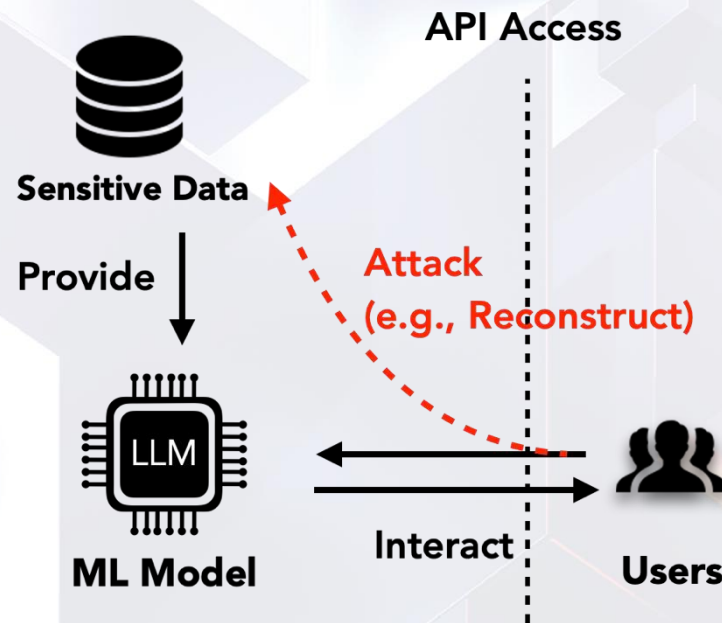 API Access
Sensitive Data
Provide
Attack
(e.g., Reconstruct)
LLM
Interact
ML Model
Users